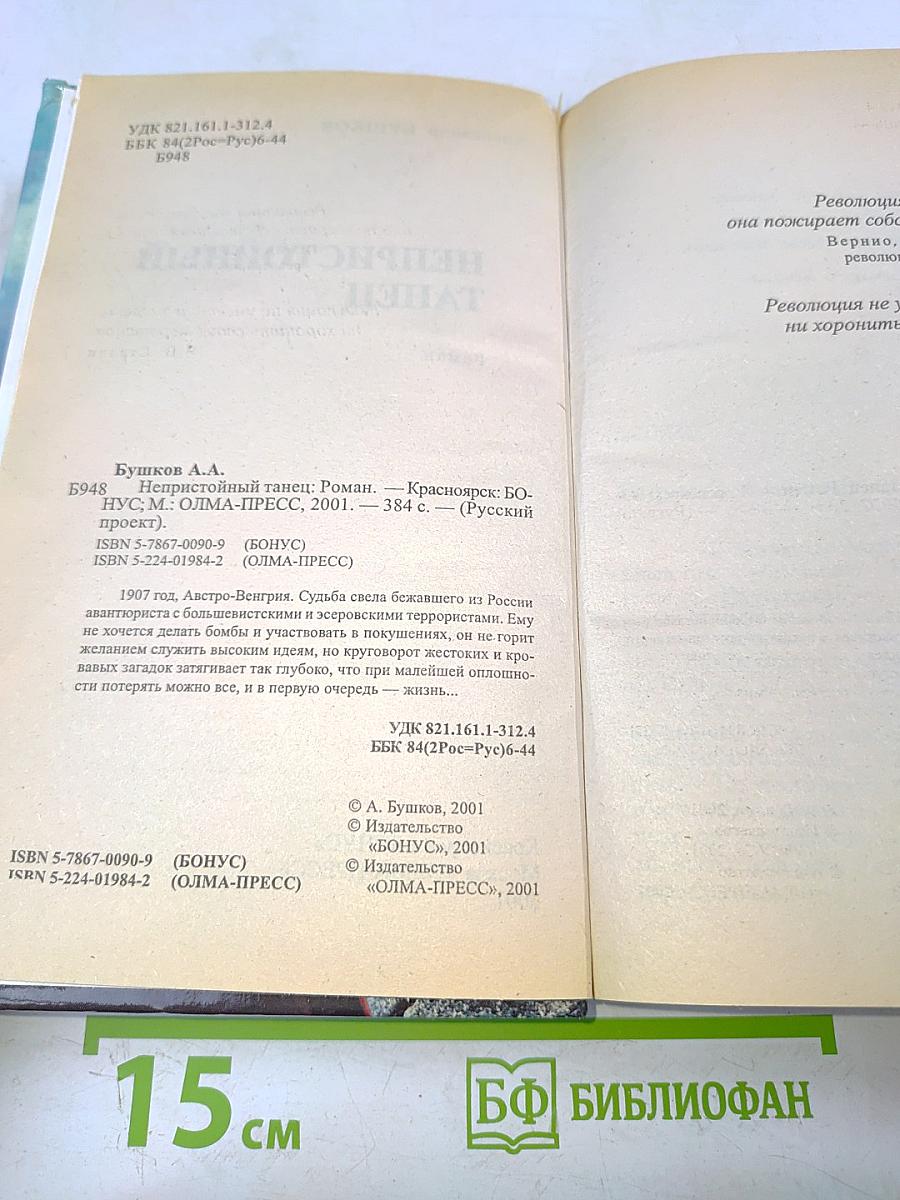 УДК 821.161.1-312.4
ББК 84(2Рос=Рус)6-44
Б948
Бушков А.А.
Б948 Непристойный танец: Роман. — Красноярск: БО-
НУС; М.: ОЛМА-ПРЕСС, 2001. — 384 с. — (Русский
проект).
ISBN 5-7867-0090-9 (БОНУС)
ISBN 5-224-01984-2 (ОЛМА-ПРЕСС)
1907 год, Австро-Венгрия. Судьба свела бежавшего из России
авантюриста с большевистскими и эсеровскими террористами. Ему
не хочется делать бомбы и участвовать в покушениях, он не горит
желанием служить высоким идеям, но круговорот жестоких и кро-
вавых загадок затягивает так глубоко, что при малейшей оплошно-
сти потерять можно все, и в первую очередь — жизнь...
УДК 821.161.1-312.4
ББК 84(2Рос=Рус)6-44
© А. Бушков, 2001
© Издательство
«БОНУС», 2001
© Издательство
«ОЛМА-ПРЕСС», 2001
ISBN 5-7867-0090-9 (БОНУС)
ISBN 5-224-01984-2 (ОЛМА-ПРЕСС)
Революция
она пожирает собс
Вернио,
револю
Революция не у
ни хоронить
15 см
БФ БИБЛИОФАН